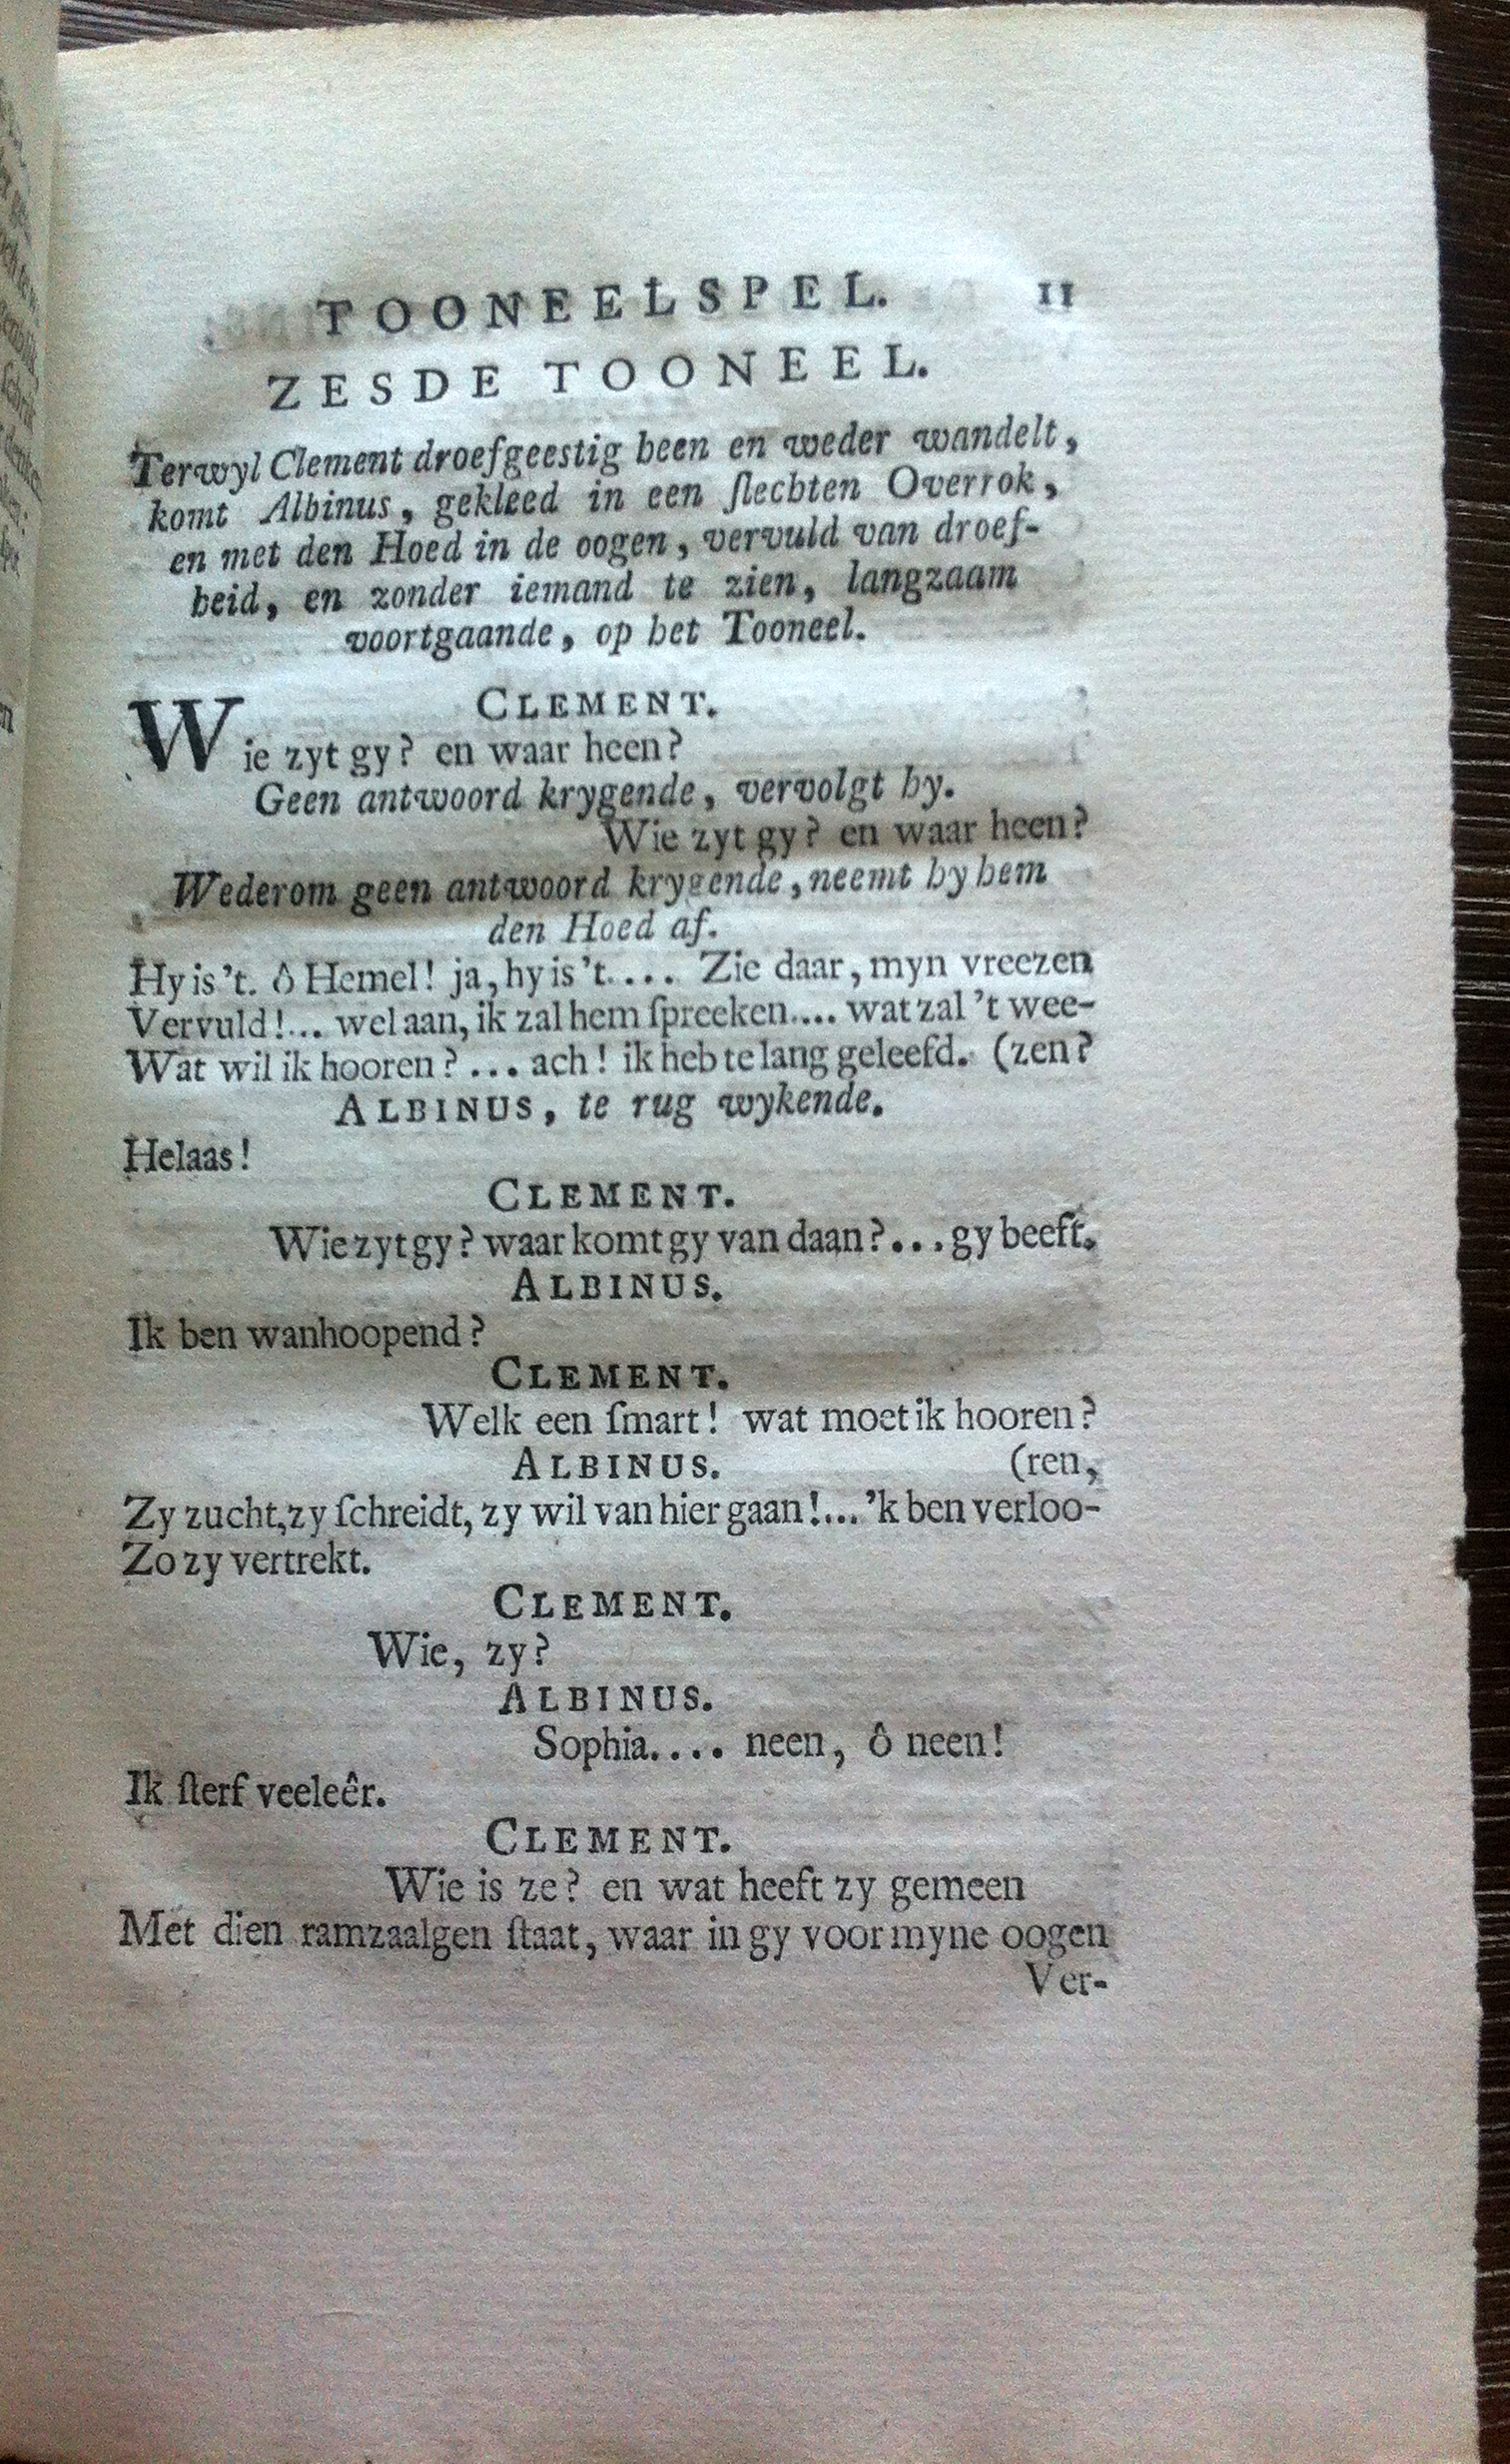 TOONEELSPEL. 11
ZESDE TOONEEL.
Terwyl Clement droefgeestig heen en weder wandelt,
komt Albinus, gekleed in een ſlechten Overrok,
en met den Hoed in de oogen, vervuld van droef-
heid, en zonder iemand te zien, langzaam
voortgaande, op het Tooneel.
CLEMENT.
Wie zyt gy? en waar heen?
Geen antwoord krygende, vervolgt hy.
Wie zyt gy? en waar heen?
Wederom geen antwoord krygende, neemt hy hem
den Hoed af.
Hy is 't. ô Hemel! ja, hy is 't.... Zie daar, myn vreezen
Vervuld!... welaan, ik zal hem ſpreeken.... wat zal 't wee-
Wat wil ik hooren?... ach! ik heb te lang geleefd. (zen?
ALBINUS, te rug wykende.
Helaas!
CLEMENT.
Wie zyt gy? waar komt gy van daan?... gy beeft.
ALBINUS.
Ik ben wanhoopend?
CLEMENT.
Welk een ſmart! wat moet ik hooren?
ALBINUS. (ren,
Zy zucht, zy ſchreidt, zy wil van hier gaan!... 'k ben verloo-
Zo zy vertrekt.
CLEMENT.
Wie, zy?
ALBINUS.
Sophia.... neen, ô neen!
Ik ſterf veeleêr.
CLEMENT.
Wie is ze? en wat heeft zy gemeen
Met dien ramzaalgen ſtaat, waar in gy voor myne oogen
Ver-